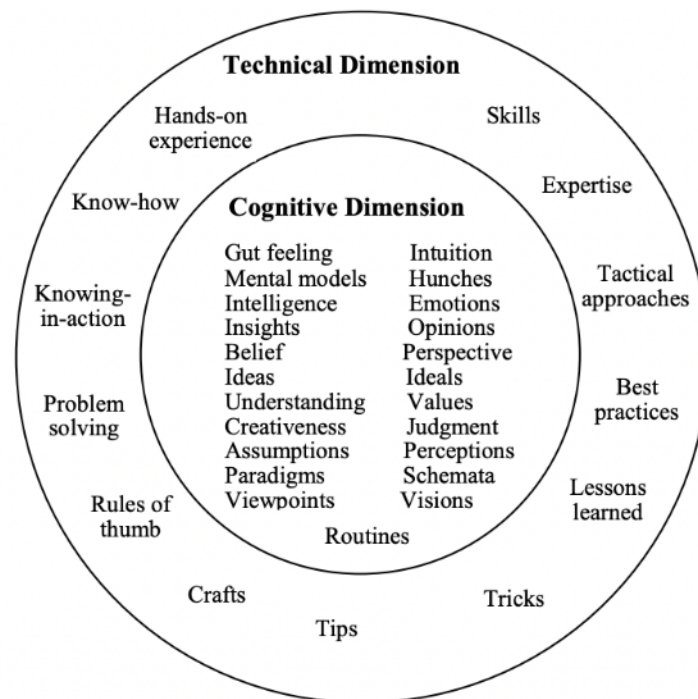 Technical Dimension
Hands-on
experience
Skills
Know-how
Expertise
Cognitive Dimension
Gut feeling Intuition
Mental models Hunches
Intelligence Emotions
Insights Opinions
Belief Perspective
Ideas Ideals
Understanding Values
Creativeness Judgment
Assumptions Perceptions
Paradigms Schemata
Viewpoints Visions
Routines
Knowing-
in-action
Tactical
approaches
Problem
solving
Best
practices
Rules of
thumb
Lessons
learned
Crafts
Tricks
Tips